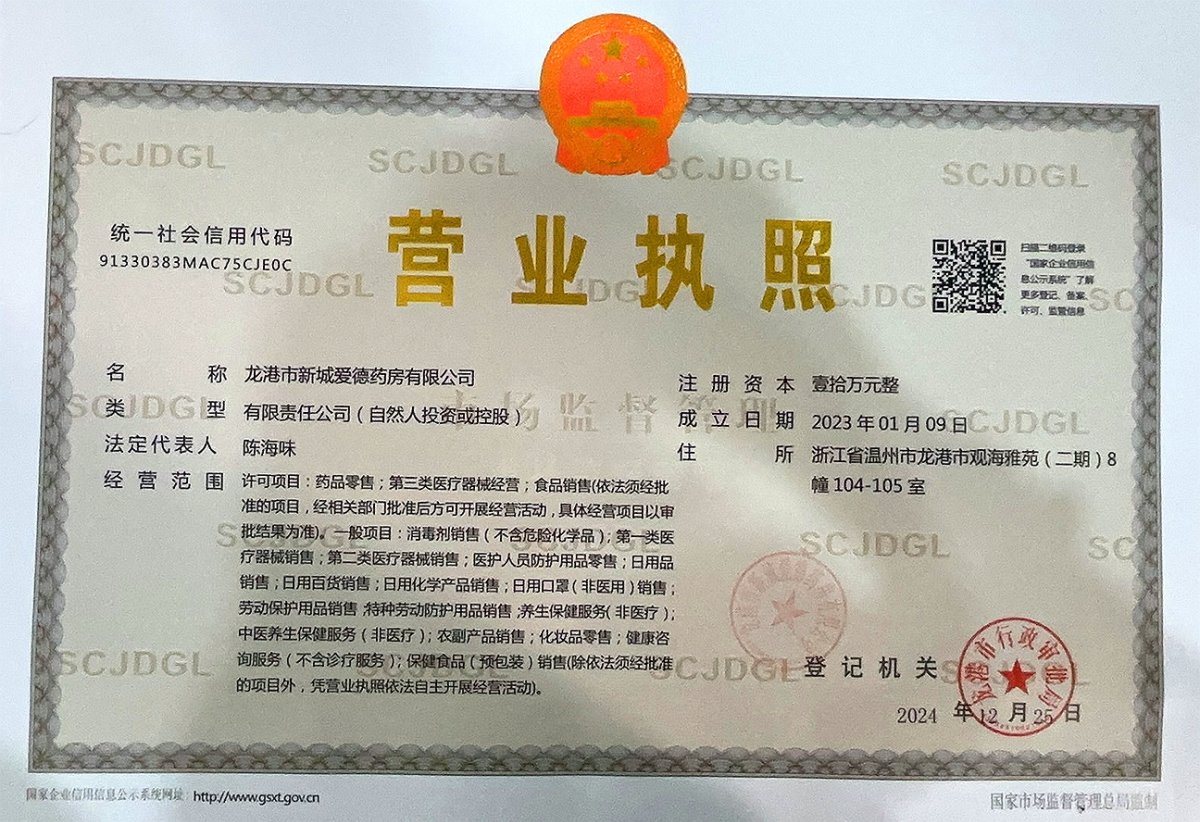 SCJDGL SCJDGL SCJDGL SCJDGL
统一社会信用代码
91330383MAC75CJE0C
营业执照
扫描二维码登录
“国家企业信用信
息公示系统”了解
更多登记、备案、
许可、监管信息
名称 龙港市新城爱德药房有限公司
类型 有限责任公司（自然人投资或控股）
法定代表人 陈海味
经营范围 许可项目：药品零售；第三类医疗器械经营；食品销售(依法须经批
准的项目，经相关部门批准后方可开展经营活动，具体经营项目以审
批结果为准)。一般项目：消毒剂销售（不含危险化学品）；第一类医
疗器械销售；第二类医疗器械销售；医护人员防护用品零售；日用品
销售；日用百货销售；日用化学产品销售；日用口罩（非医用）销售；
劳动保护用品销售；特种劳动防护用品销售；养生保健服务（非医疗）；
中医养生保健服务（非医疗）；农副产品销售；化妆品零售；健康咨
询服务（不含诊疗服务）；保健食品（预包装）销售(除依法须经批准
的项目外，凭营业执照依法自主开展经营活动)。
注册资本 壹拾万元整
成立日期 2023年01月09日
住所 浙江省温州市龙港市观海雅苑（二期）8
幢104-105室
市场监督管理
登记机关
龙港市行政审批局
2024年12月25日
国家企业信用信息公示系统网址：http://www.gsxt.gov.cn
国家市场监督管理总局监制